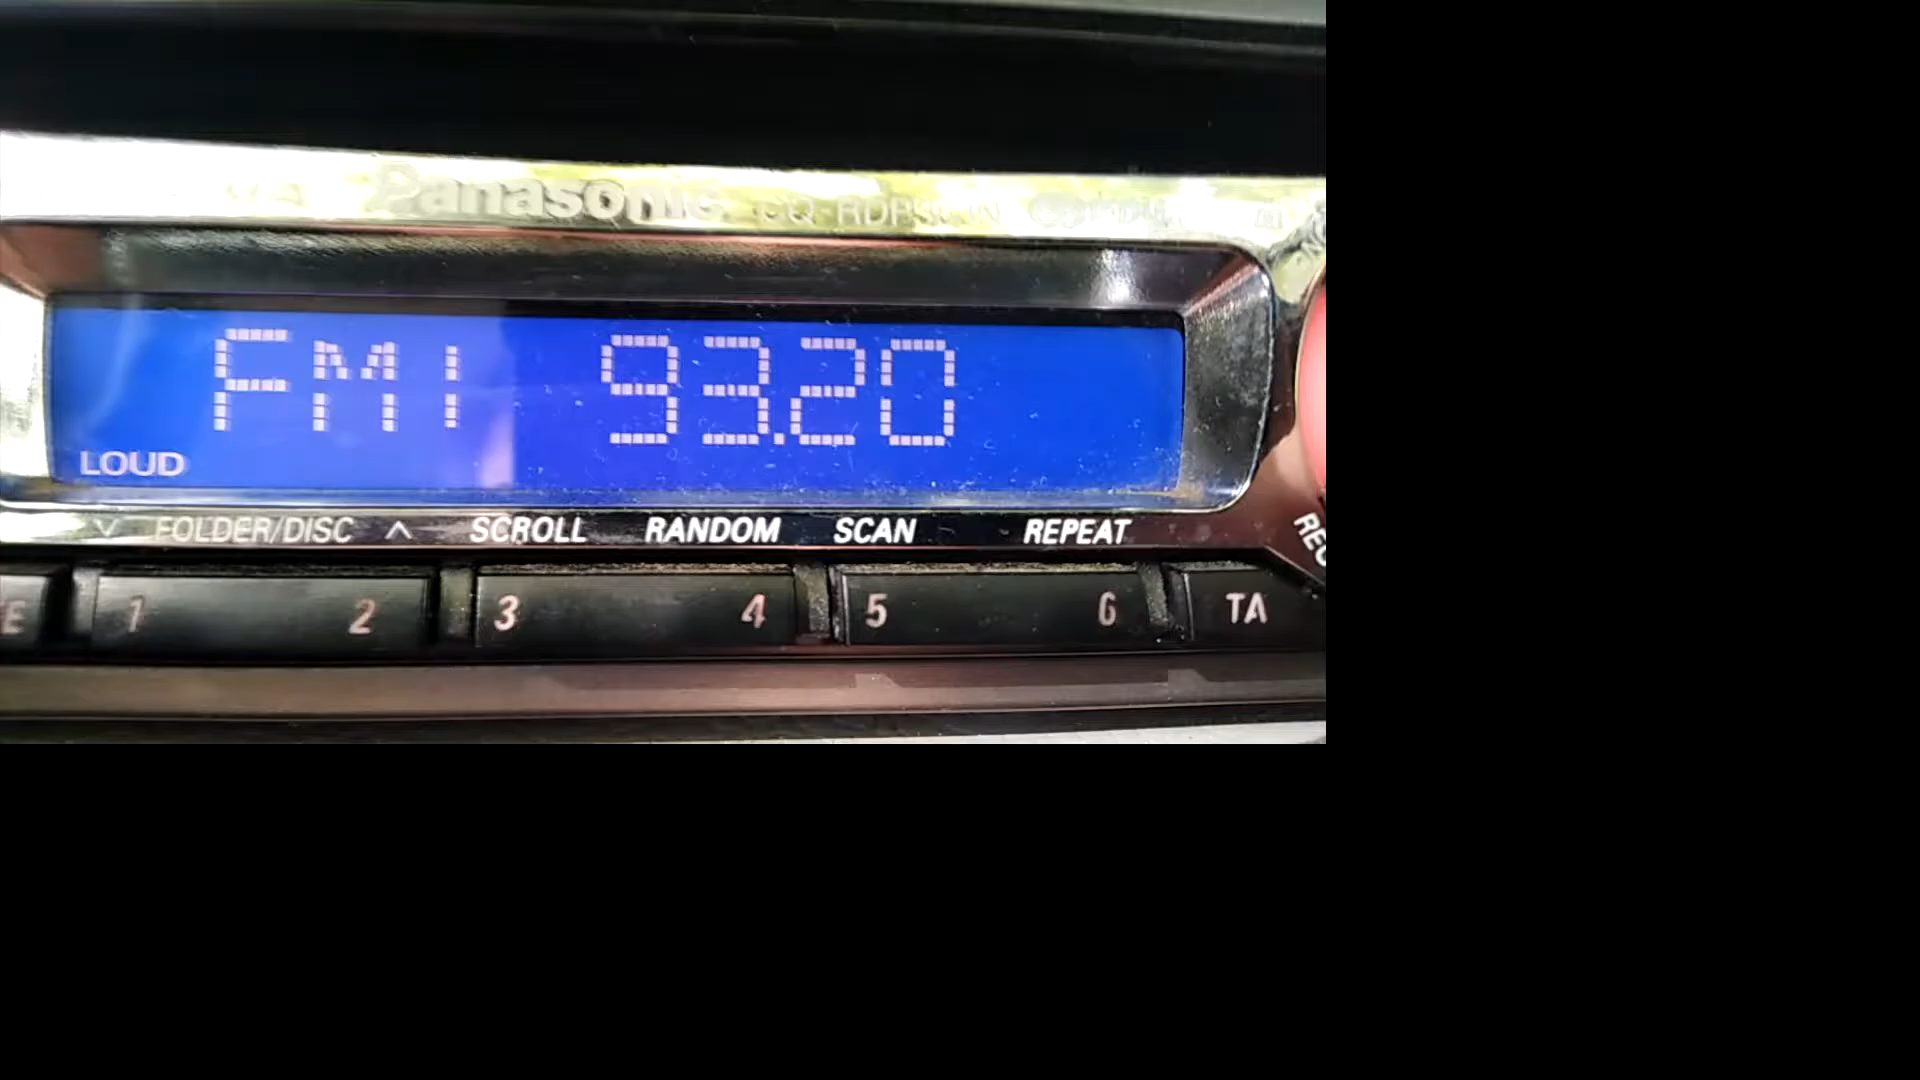 Panasonic
FM1 93.20
LOUD
FOLDER/DISC SCROLL RANDOM SCAN REPEAT
1 2 3 4 5 6 TA